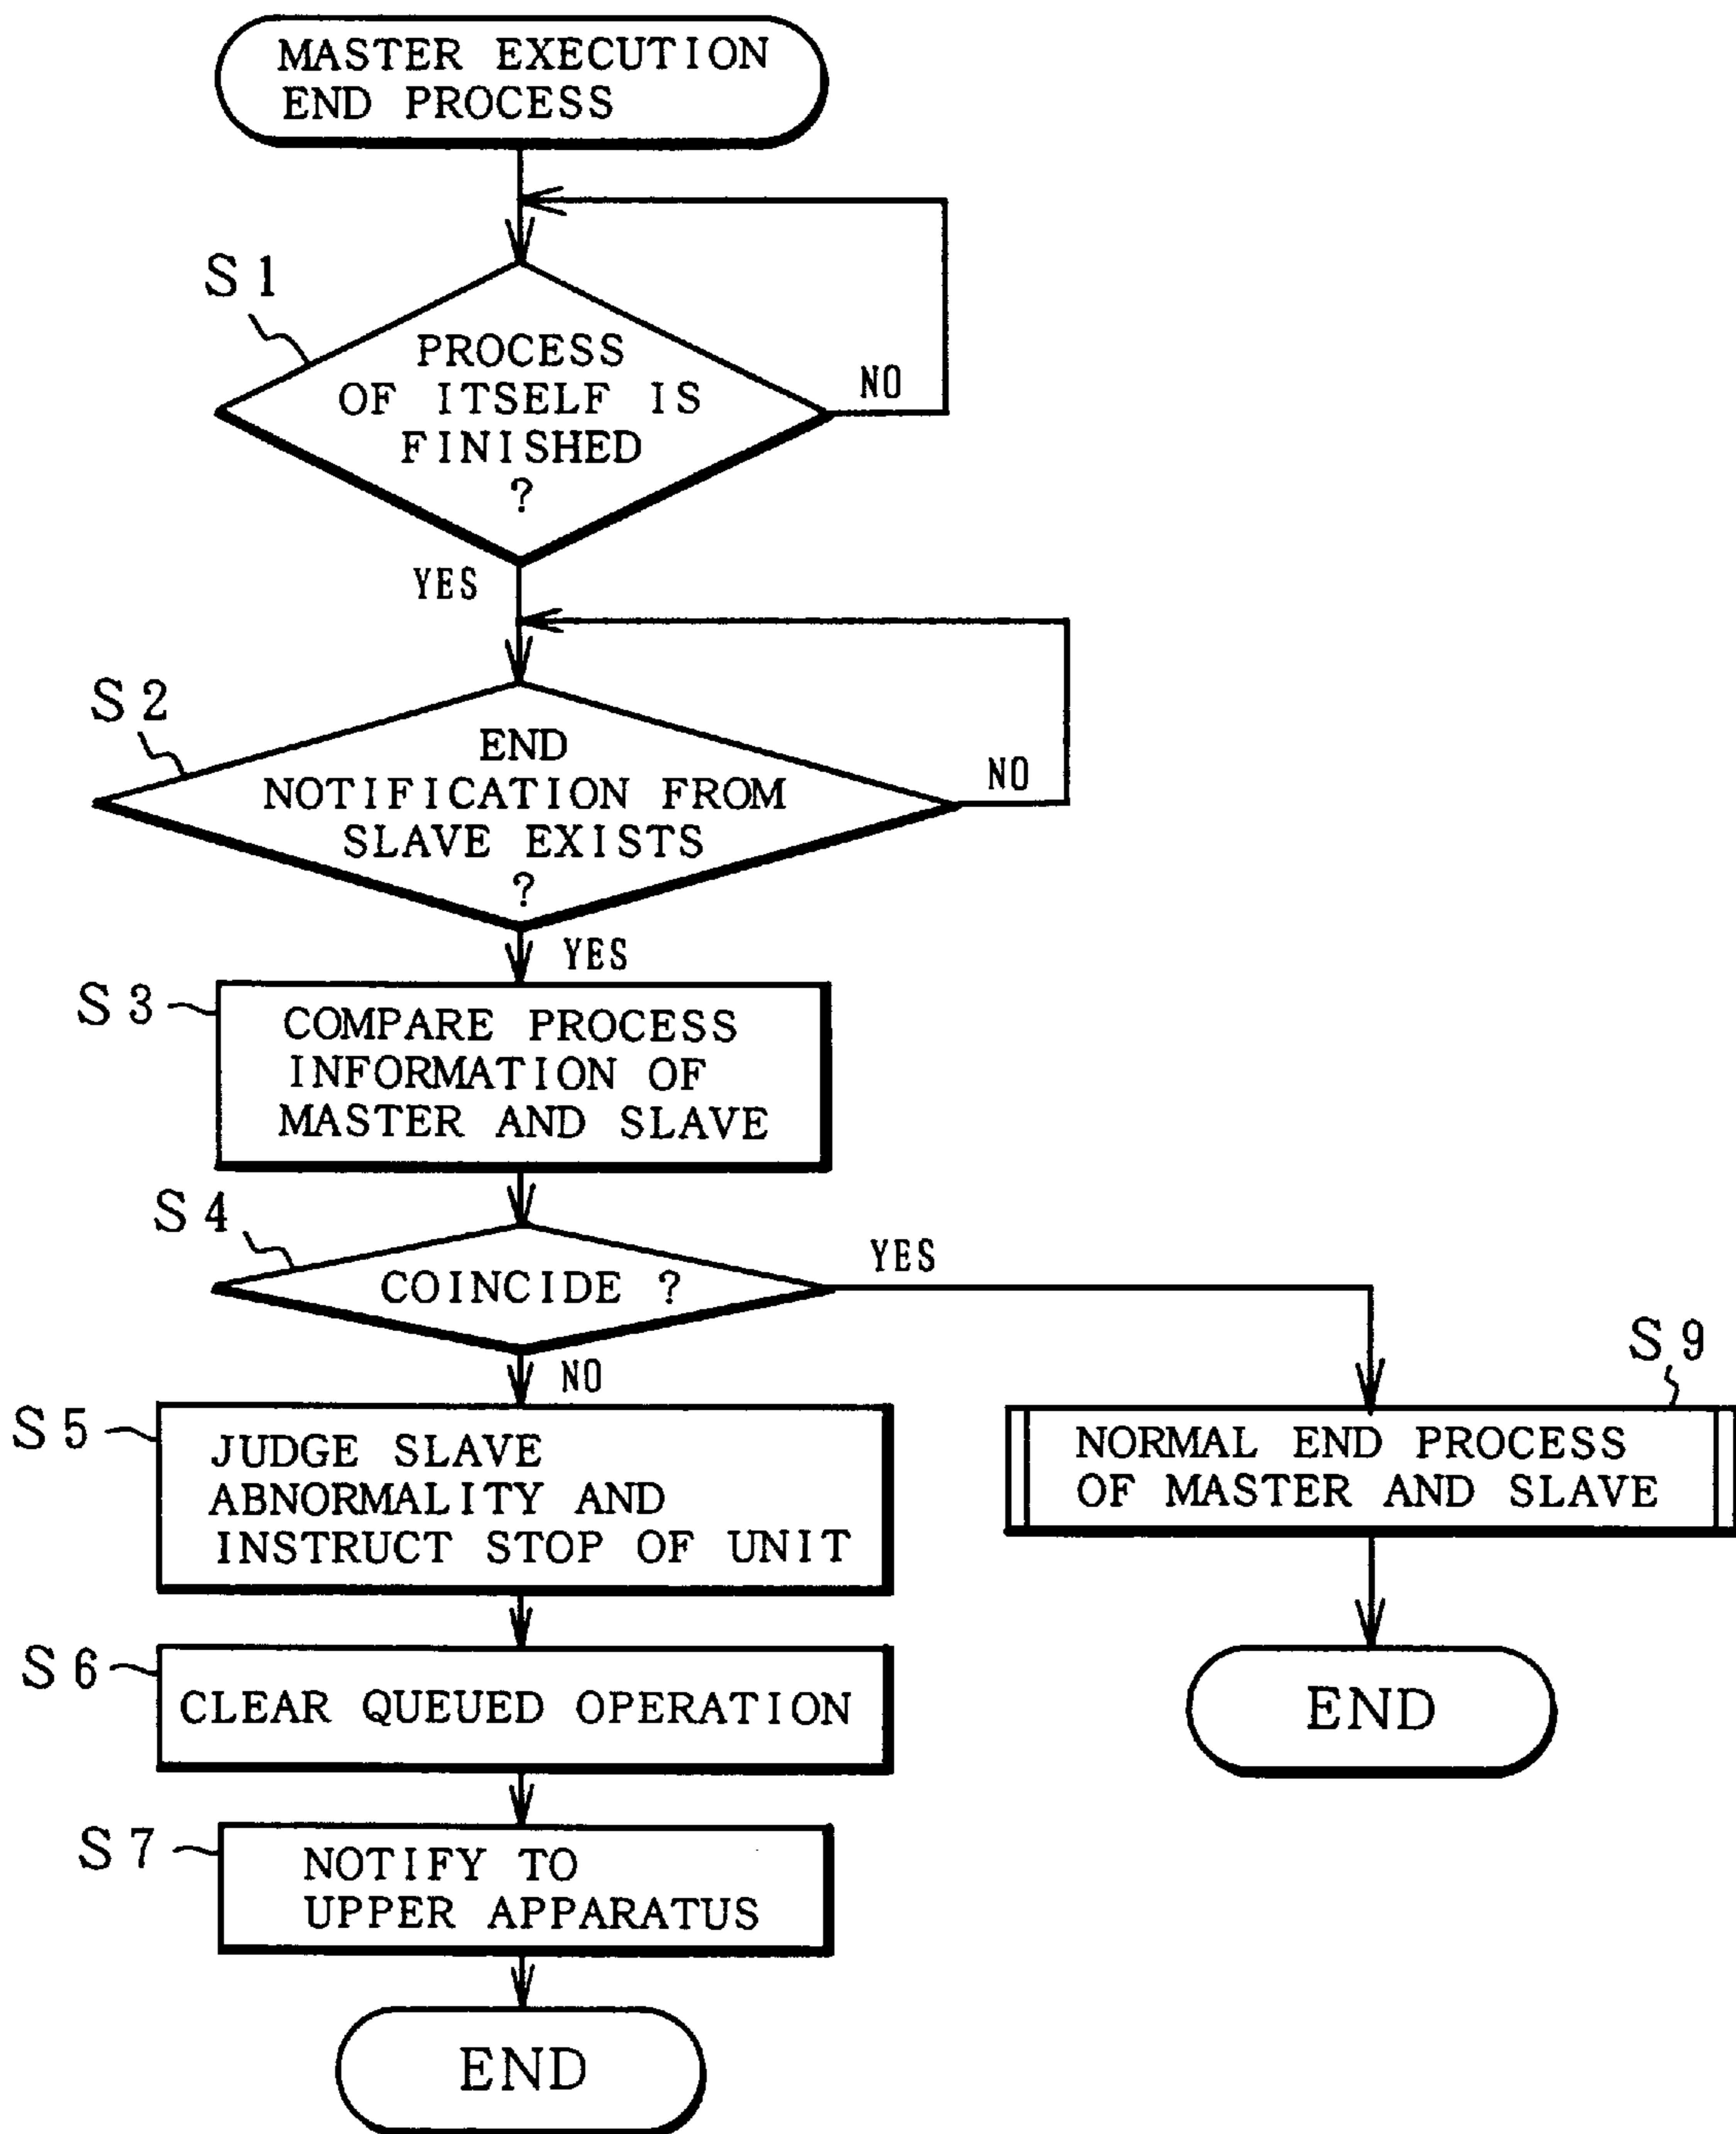 MASTER EXECUTION
END PROCESS
S1
PROCESS
OF ITSELF IS
FINISHED
?
NO
YES
S2
END
NOTIFICATION FROM
SLAVE EXISTS
?
NO
YES
S3
COMPARE PROCESS
INFORMATION OF
MASTER AND SLAVE
S4
COINCIDE ?
YES
NO
S5
JUDGE SLAVE
ABNORMALITY AND
INSTRUCT STOP OF UNIT
S9
NORMAL END PROCESS
OF MASTER AND SLAVE
S6
CLEAR QUEUED OPERATION
END
S7
NOTIFY TO
UPPER APPARATUS
END